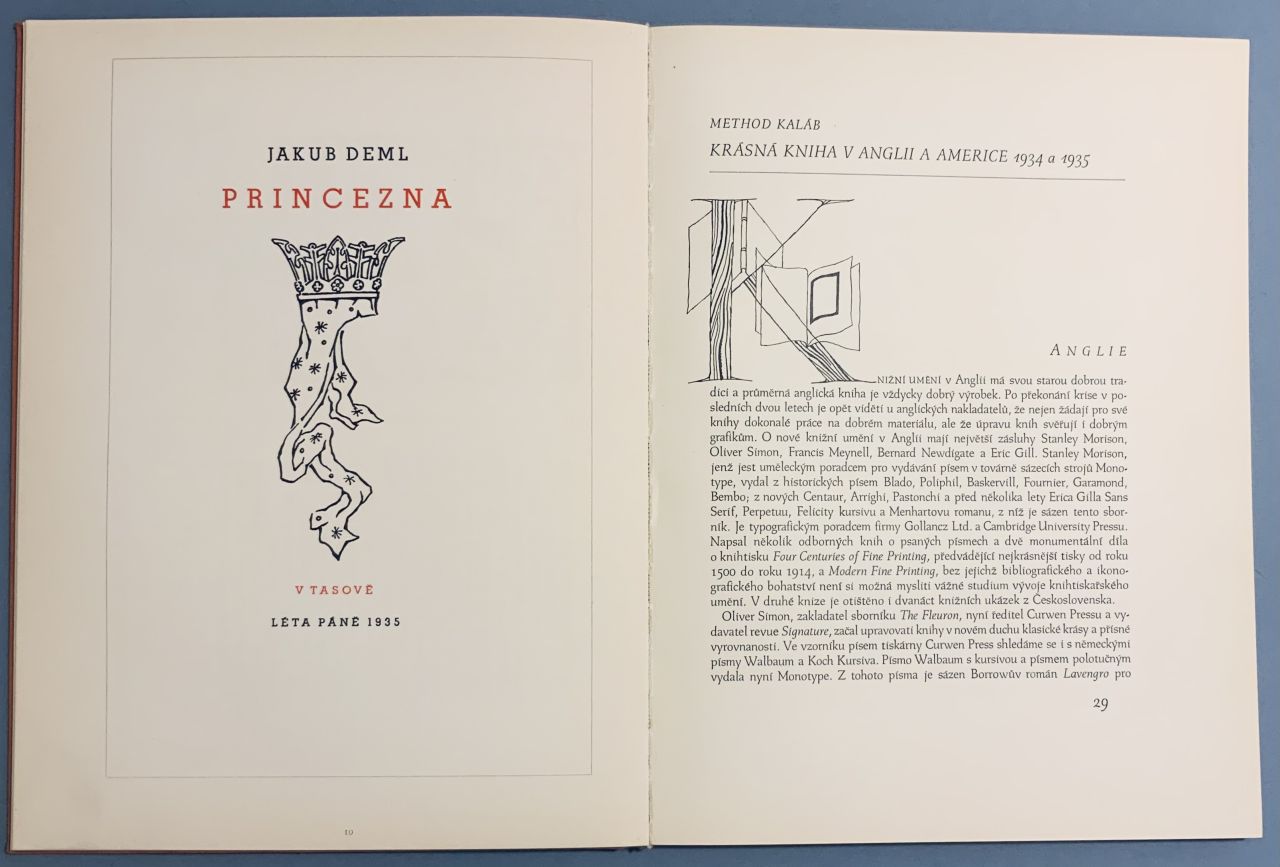 JAKUB DEML
PRINCEZNA
V TASOVĚ
LÉTA PÁNĚ 1935
10
METHOD KALÁB
KRÁSNÁ KNIHA V ANGLII A AMERICE 1934 a 1935
ANGLIE
KNIŽNÍ UMĚNÍ v Anglii má svou starou dobrou tra-
dici a průměrná anglická kniha je vždycky dobrý výrobek. Po překonání krise v po-
sledních dvou letech je opět viděti u anglických nakladatelů, že nejen žádají pro své
knihy dokonalé práce na dobrém materiálu, ale že úpravu knih svěřují i dobrým
grafikům. O nové knižní umění v Anglii mají největší zásluhy Stanley Morison,
Oliver Simon, Francis Meynell, Bernard Newdigate a Eric Gill. Stanley Morison,
jenž jest uměleckým poradcem pro vydávání písem v továrně sázecích strojů Mono-
type, vydal z historických písem Blado, Poliphil, Baskervill, Fournier, Garamond,
Bembo; z nových Centaur, Arrighi, Pastonchi a před několika lety Erica Gilla Sans
Serif, Perpetuu, Felicity kursivu a Menhartovu romanu, z níž je sázen tento sbor-
ník. Je typografickým poradcem firmy Gollancz Ltd. a Cambridge University Pressu.
Napsal několik odborných knih o psaných písmech a dvě monumentální díla
o knihtisku Four Centuries of Fine Printing, předvádějící nejkrásnější tisky od roku
1500 do roku 1914, a Modern Fine Printing, bez jejichž bibliografického a ikono-
grafického bohatství není si možná mysliti vážné studium vývoje knihtiskařského
umění. V druhé knize je otištěno i dvanáct knižních ukázek z Československa.
Oliver Simon, zakladatel sborníku The Fleuron, nyní ředitel Curwen Pressu a vy-
davatel revue Signature, začal upravovati knihy v novém duchu klasické krásy a přísné
vyrovnanosti. Ve vzorníku písem tiskárny Curwen Press shledáme se i s německými
písmy Walbaum a Koch Kursiva. Písmo Walbaum s kursivou a písmem polotučným
vydala nyní Monotype. Z tohoto písma je sázen Borrowův román Lavengro pro
29